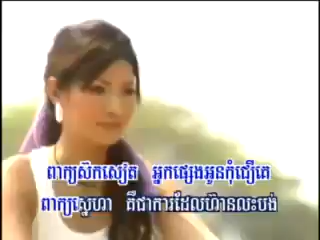 ពាក្យស៊កសៀត អ្នកផ្សេងអូនកុំជឿគេ
ពាក្យស្នេហា គឺជាការដែលហ៊ានលះបង់